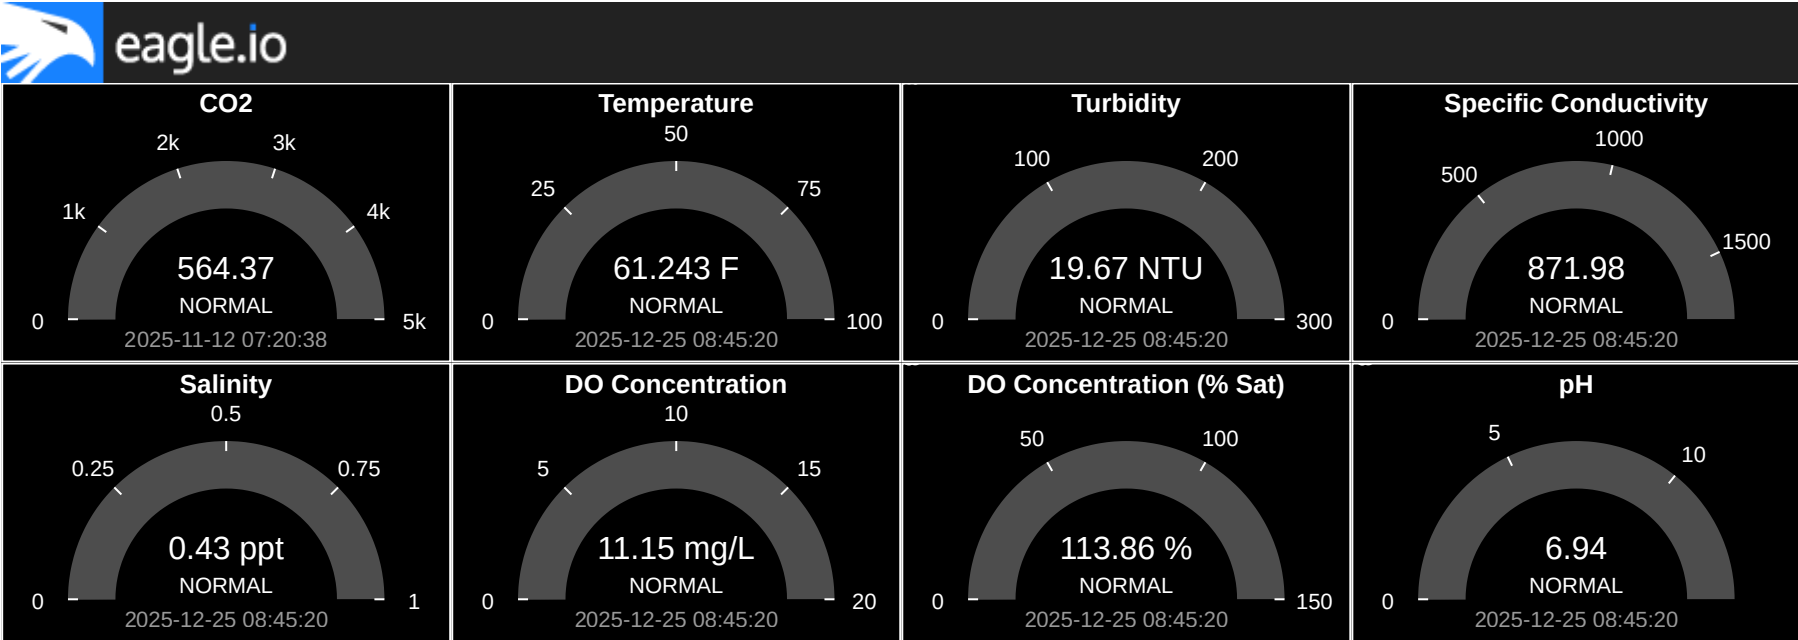 eagle.io
CO2
2k
3k
1k
4k
564.37
NORMAL
0
5k
2025-11-12 07:20:38
Temperature
50
25
75
61.243 F
NORMAL
0
100
2025-12-25 08:45:20
Turbidity
100
200
19.67 NTU
NORMAL
0
300
2025-12-25 08:45:20
Specific Conductivity
1000
500
1500
871.98
NORMAL
0
2025-12-25 08:45:20
Salinity
0.5
0.25
0.75
0.43 ppt
NORMAL
0
1
2025-12-25 08:45:20
DO Concentration
10
5
15
11.15 mg/L
NORMAL
0
20
2025-12-25 08:45:20
DO Concentration (% Sat)
50
100
113.86 %
NORMAL
0
150
2025-12-25 08:45:20
pH
5
10
6.94
NORMAL
0
2025-12-25 08:45:20